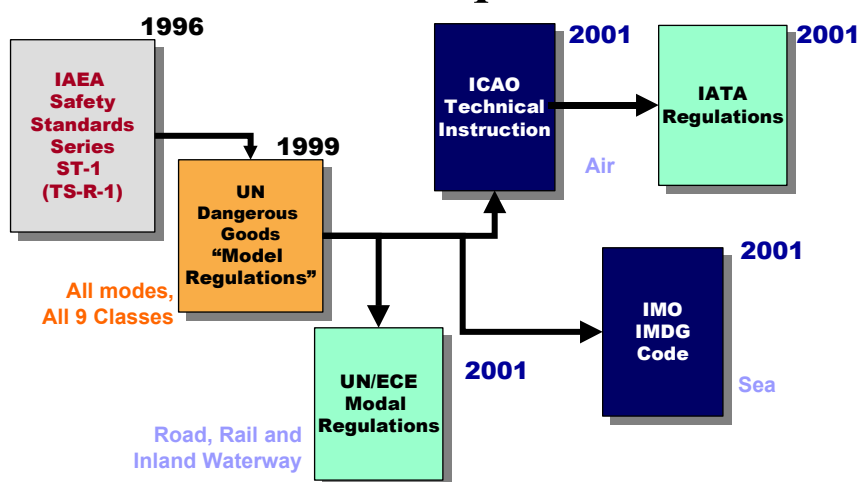 1996
IAEA
Safety
Standards
Series
ST-1
(TS-R-1)
1999
UN
Dangerous
Goods
“Model
Regulations”
All modes,
All 9 Classes
2001
ICAO
Technical
Instruction
Air
2001
IATA
Regulations
2001
IMO
IMDG
Code
Sea
2001
UN/ECE
Modal
Regulations
Road, Rail and
Inland Waterway